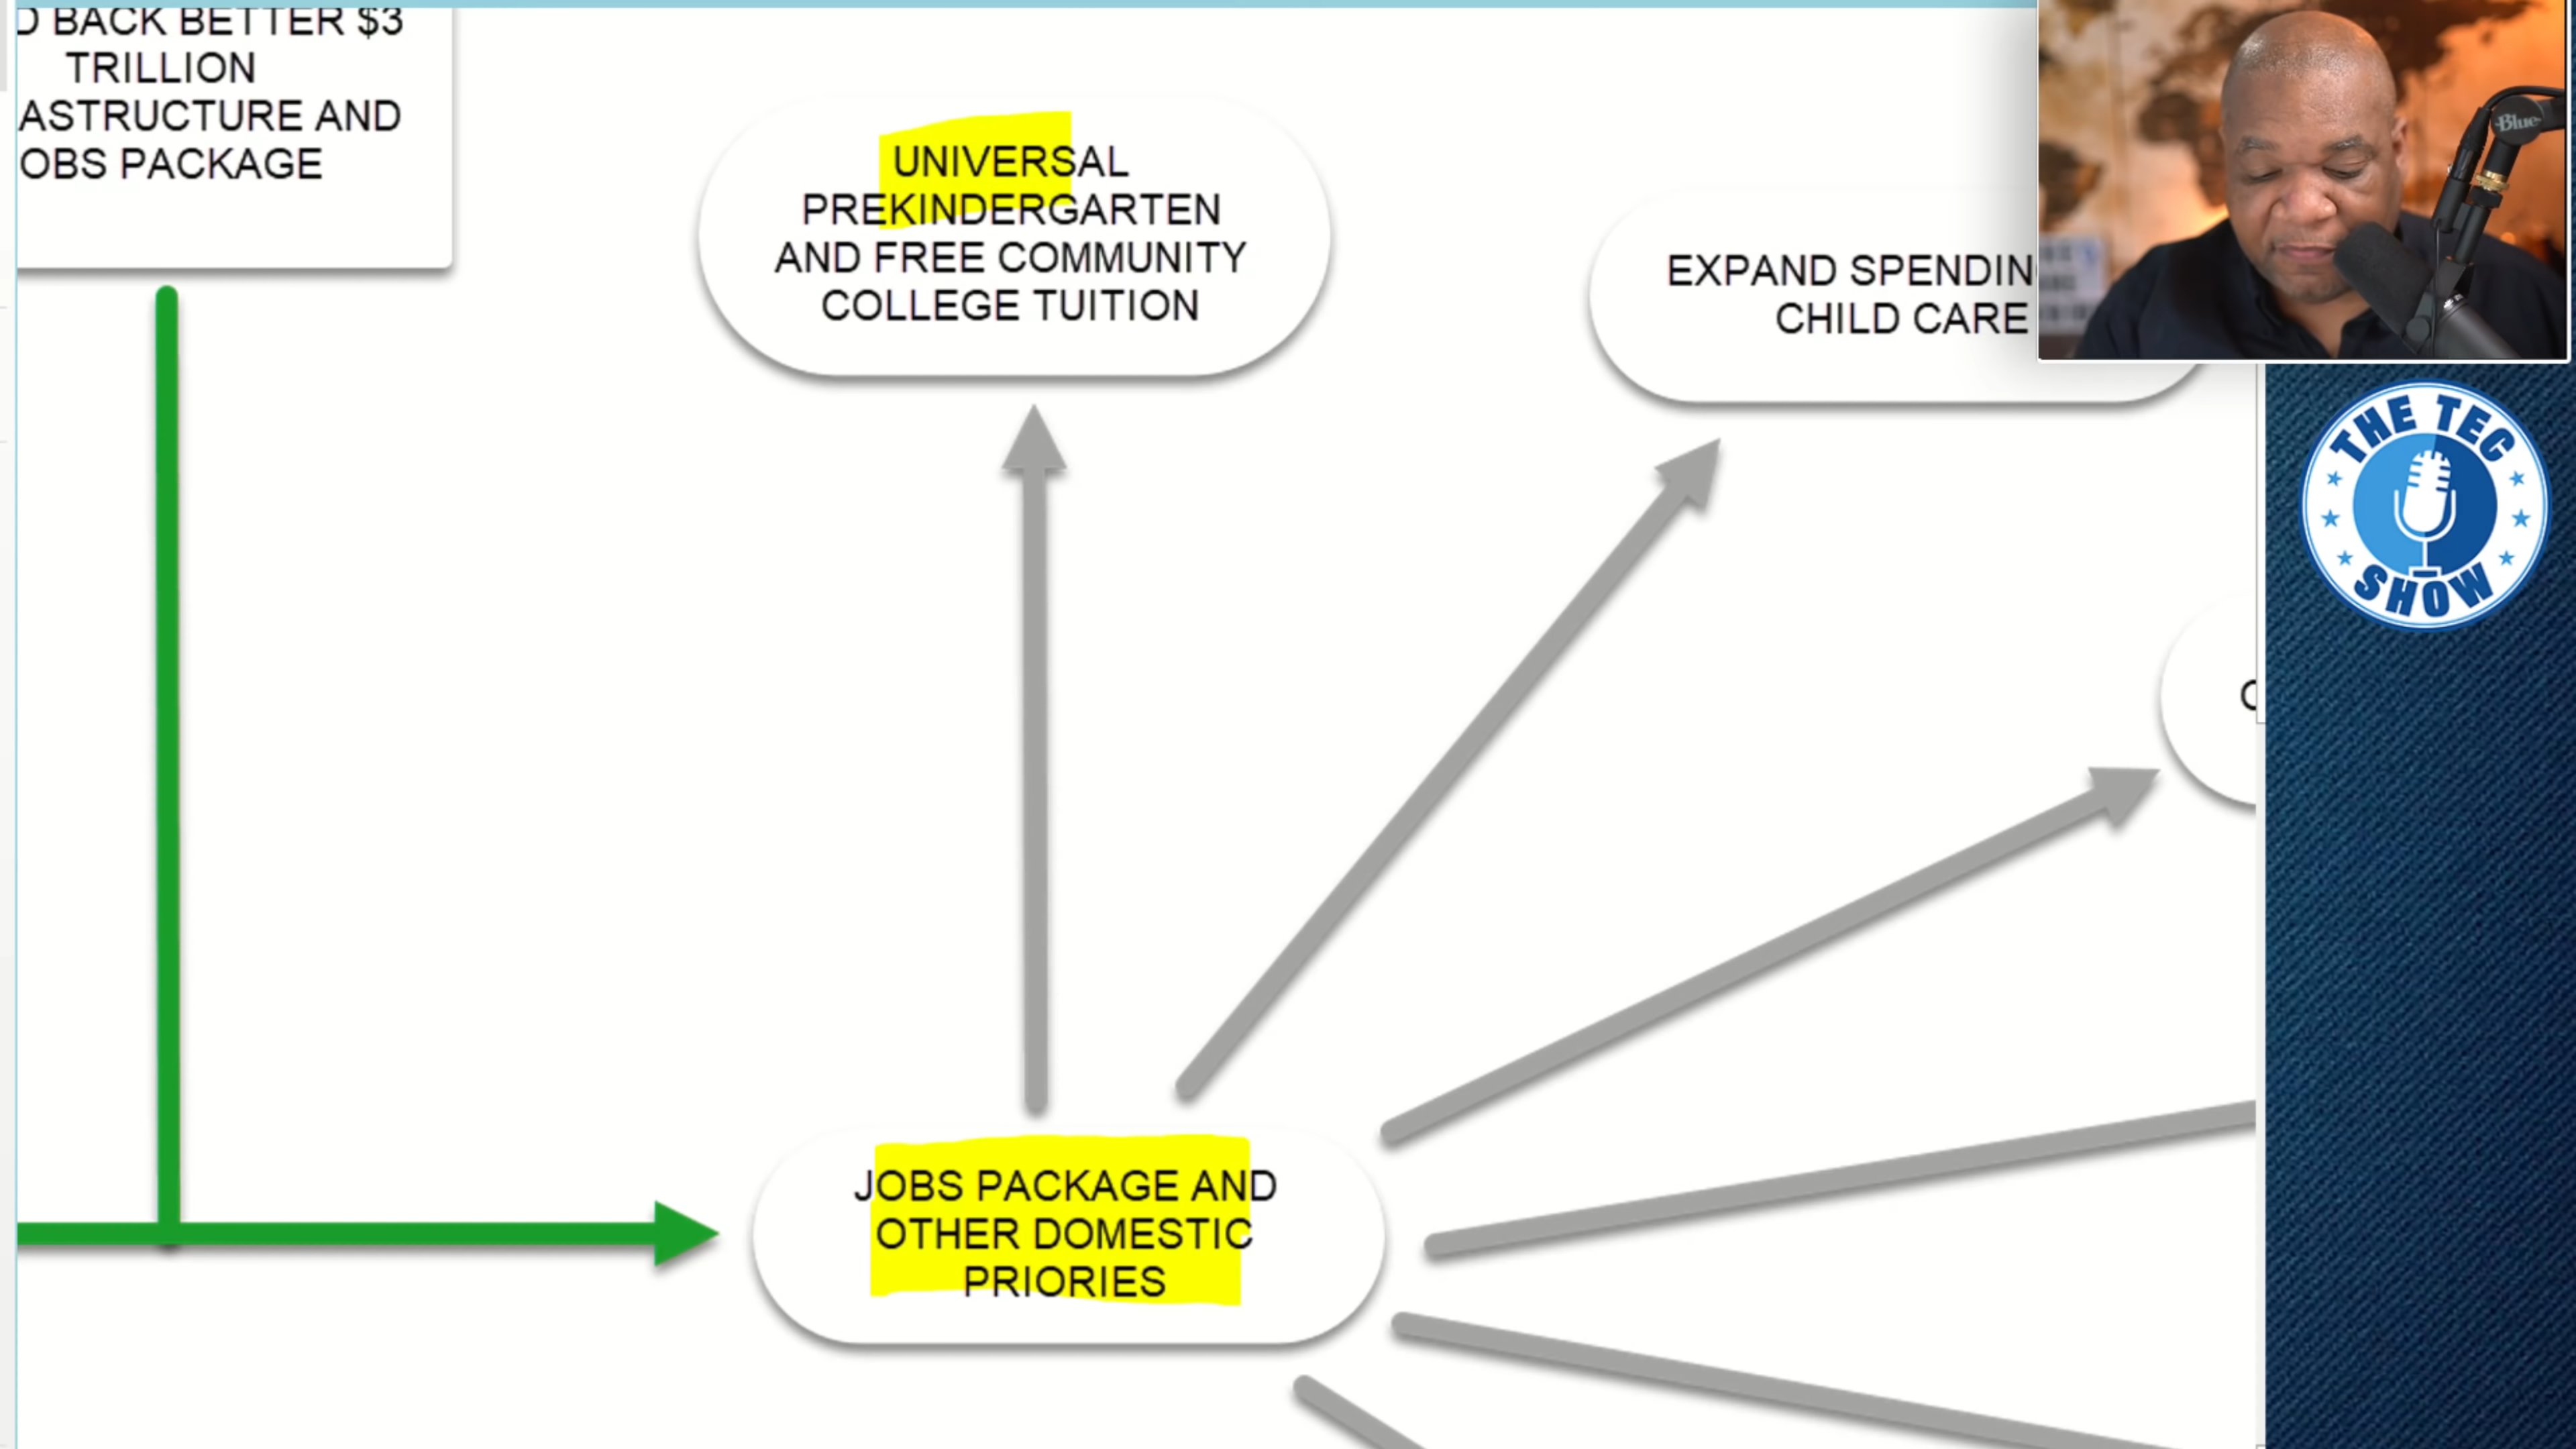 D BACK BETTER $3
TRILLION
ASTRUCTURE AND
OBS PACKAGE
UNIVERSAL
PREKINDERGARTEN
AND FREE COMMUNITY
COLLEGE TUITION
EXPAND SPENDIN
CHILD CARE
Blue
THE TEC
SHOW
JOBS PACKAGE AND
OTHER DOMESTIC
PRIORIES